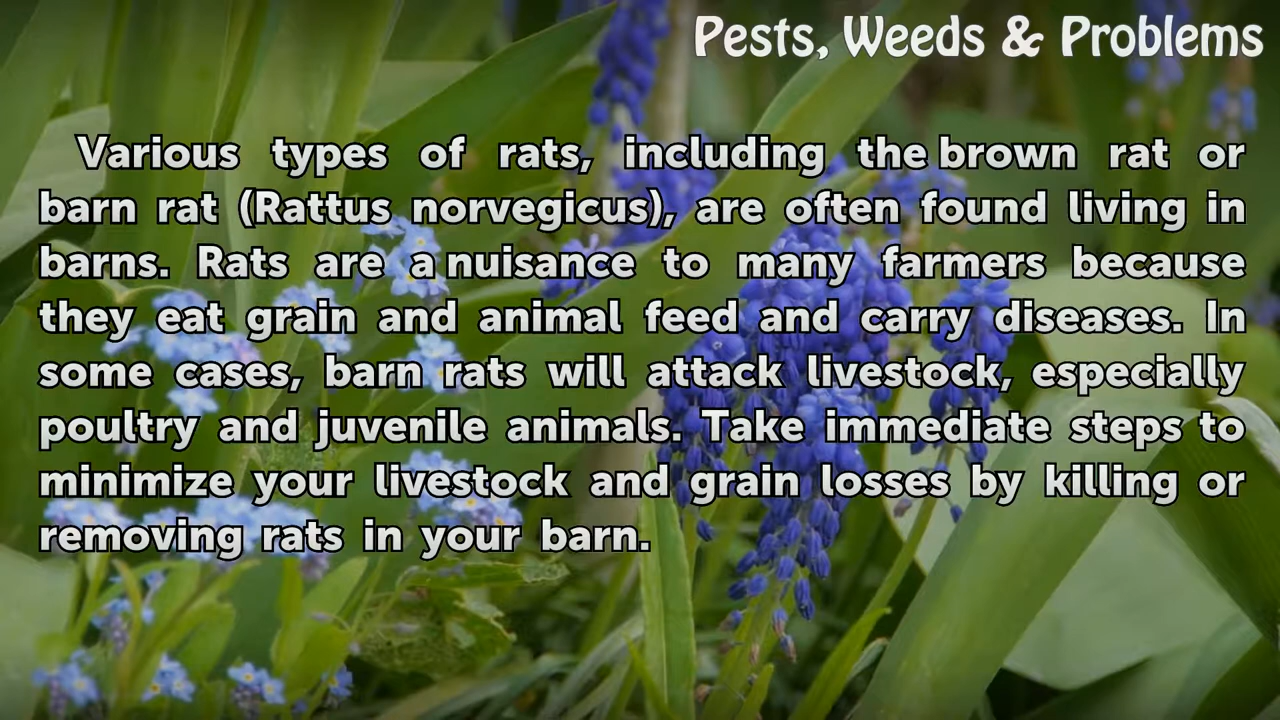 Pests, Weeds & Problems
Various types of rats, including the brown rat or
barn rat (Rattus norvegicus), are often found living in
barns. Rats are a nuisance to many farmers because
they eat grain and animal feed and carry diseases. In
some cases, barn rats will attack livestock, especially
poultry and juvenile animals. Take immediate steps to
minimize your livestock and grain losses by killing or
removing rats in your barn.